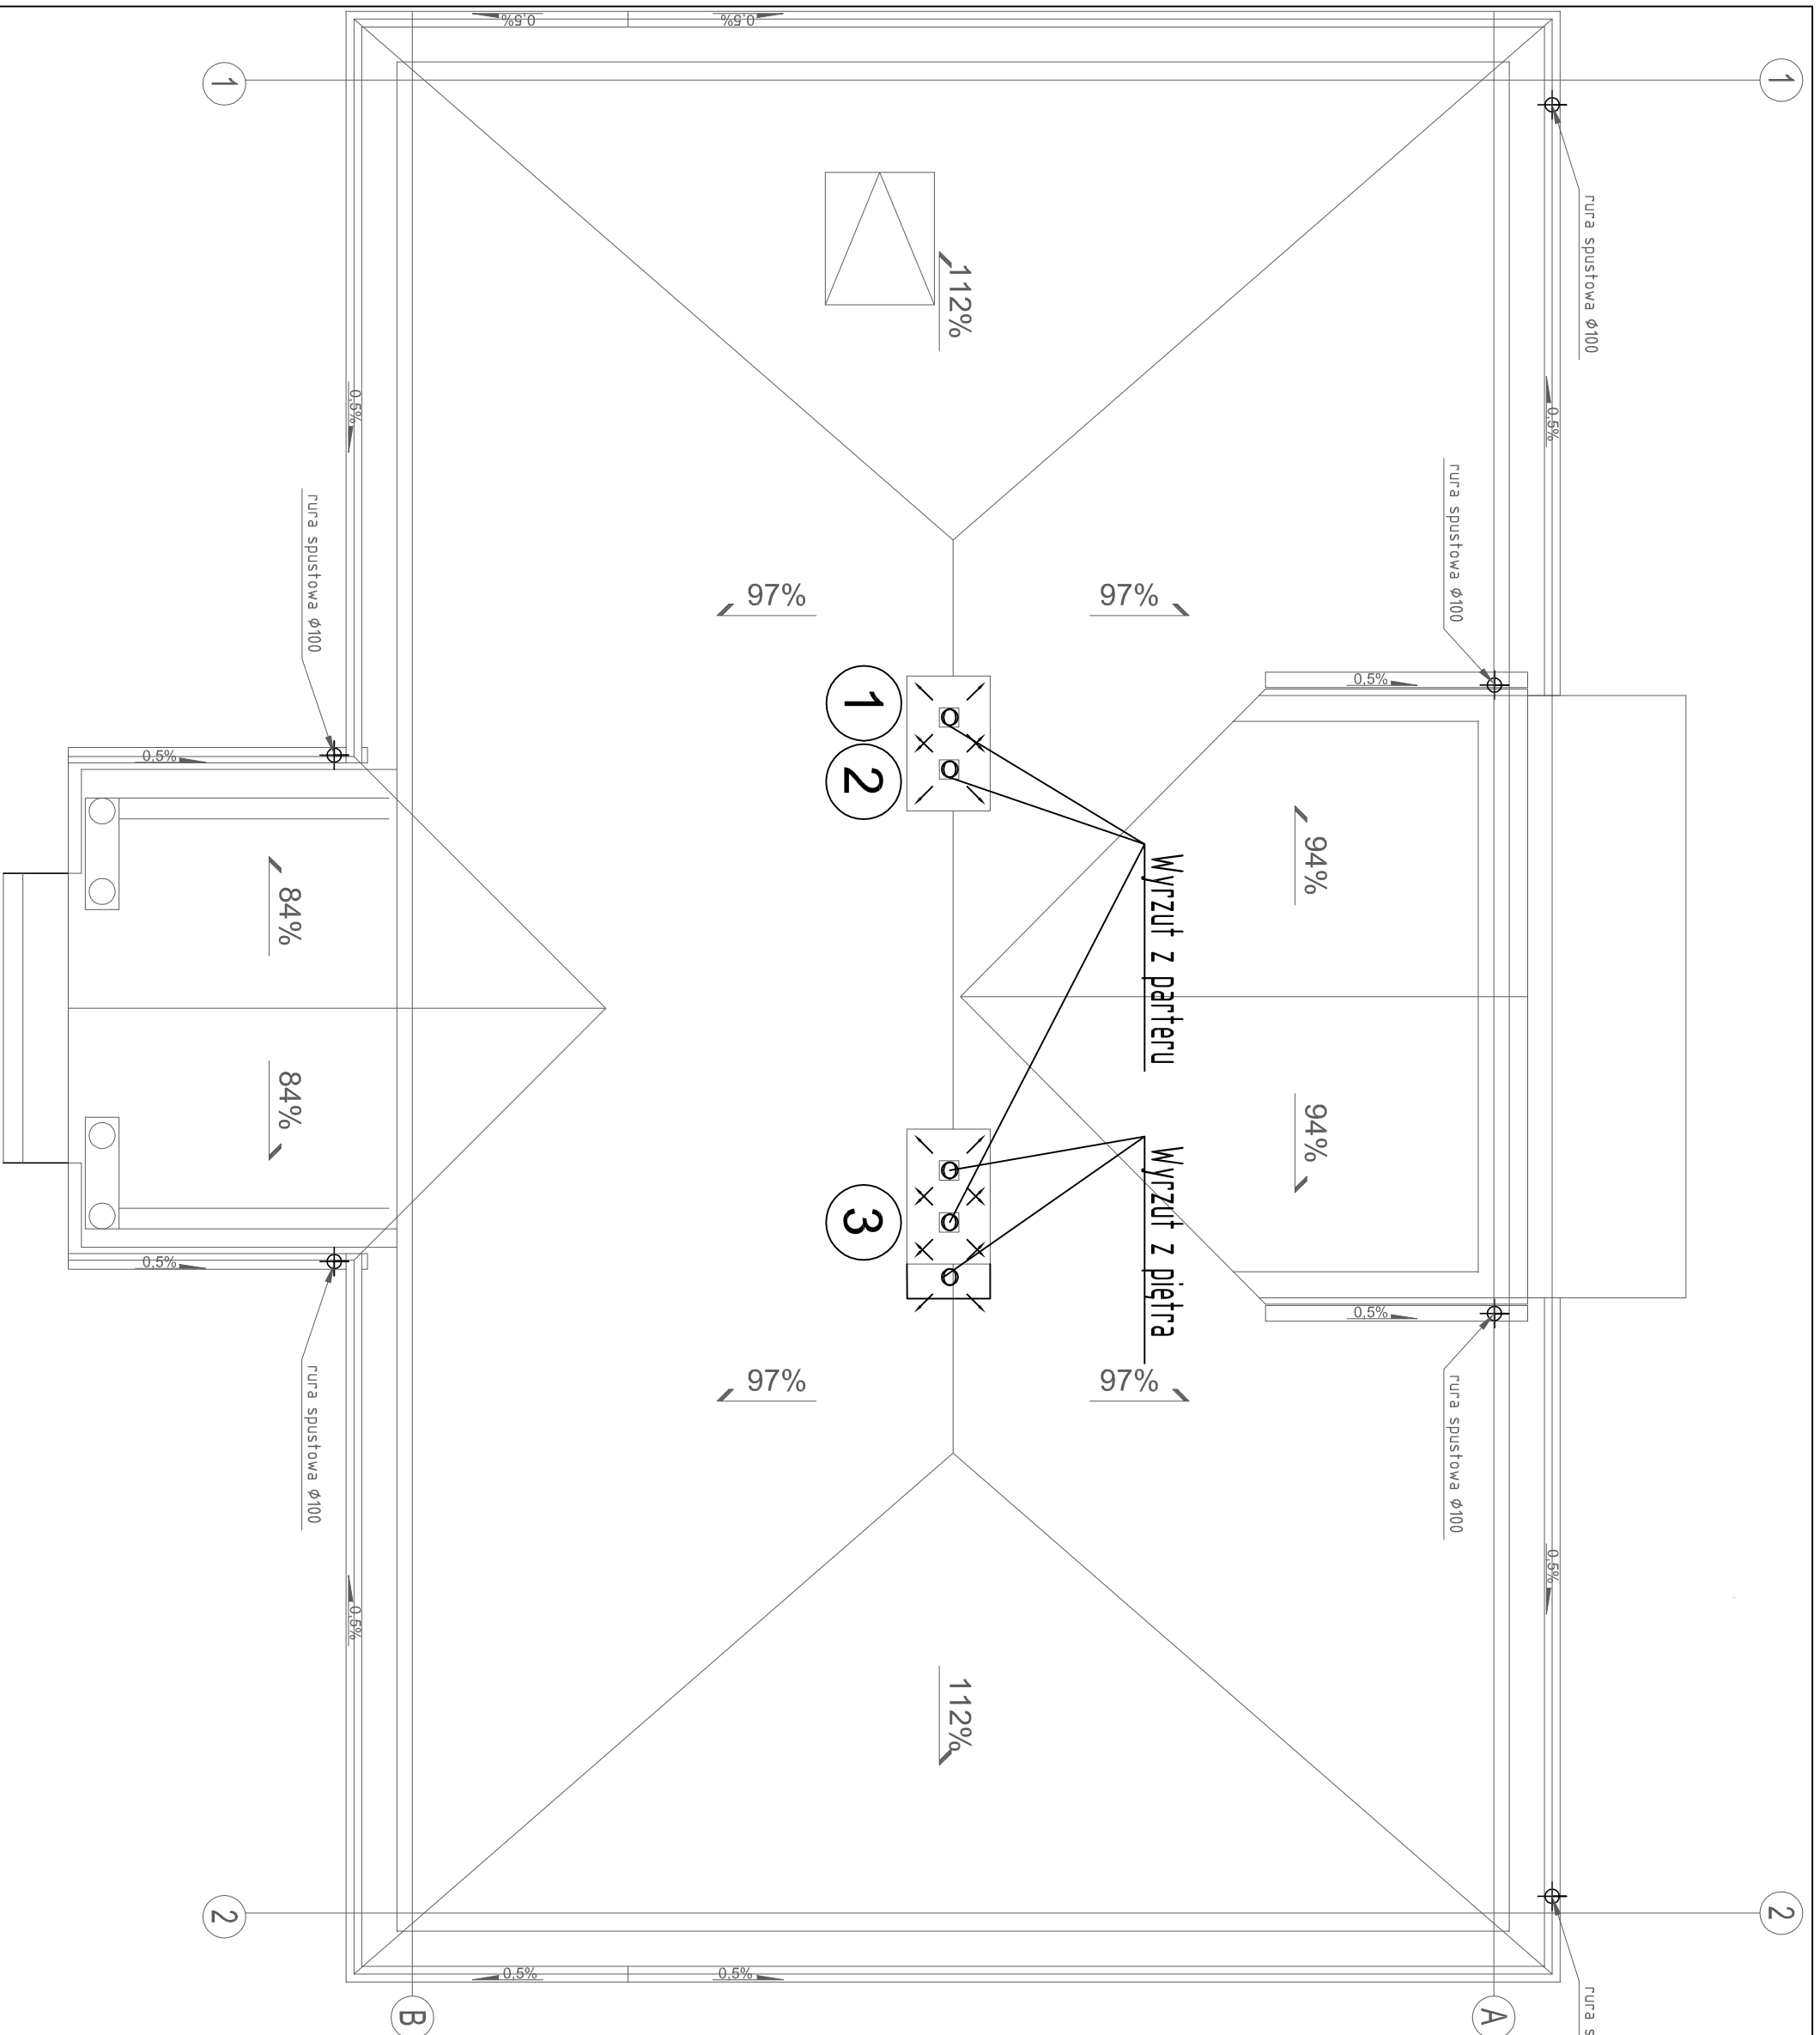 0,5%
0,5%
1
1
rura spustowa ϕ100
112%
0,5%
0,5%
rura spustowa ϕ100
rura spustowa ϕ100
97%
97%
0,5%
1
2
0,5%
Wyrzut z parteru
94%
84%
84%
94%
Wyrzut z piętra
3
0,5%
0,5%
97%
97%
rura spustowa ϕ100
rura spustowa ϕ100
0,5%
0,5%
112%
2
2
0,5%
0,5%
B
A
rura